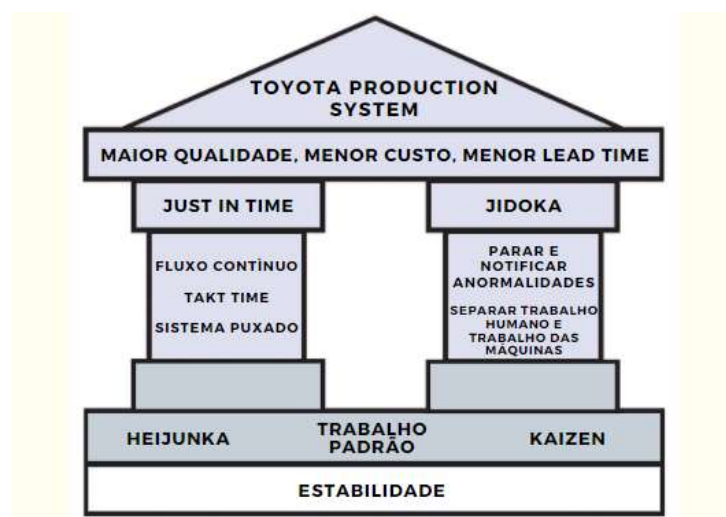 TOYOTA PRODUCTION
SYSTEM
MAIOR QUALIDADE, MENOR CUSTO, MENOR LEAD TIME
JUST IN TIME
JIDOKA
FLUXO CONTÌNUO
TAKT TIME
SISTEMA PUXADO
PARAR E
NOTIFICAR
ANORMALIDADES
SEPARAR TRABALHO
HUMANO E
TRABALHO DAS
MÁQUINAS
HEIJUNKA
TRABALHO
PADRÃO
KAIZEN
ESTABILIDADE